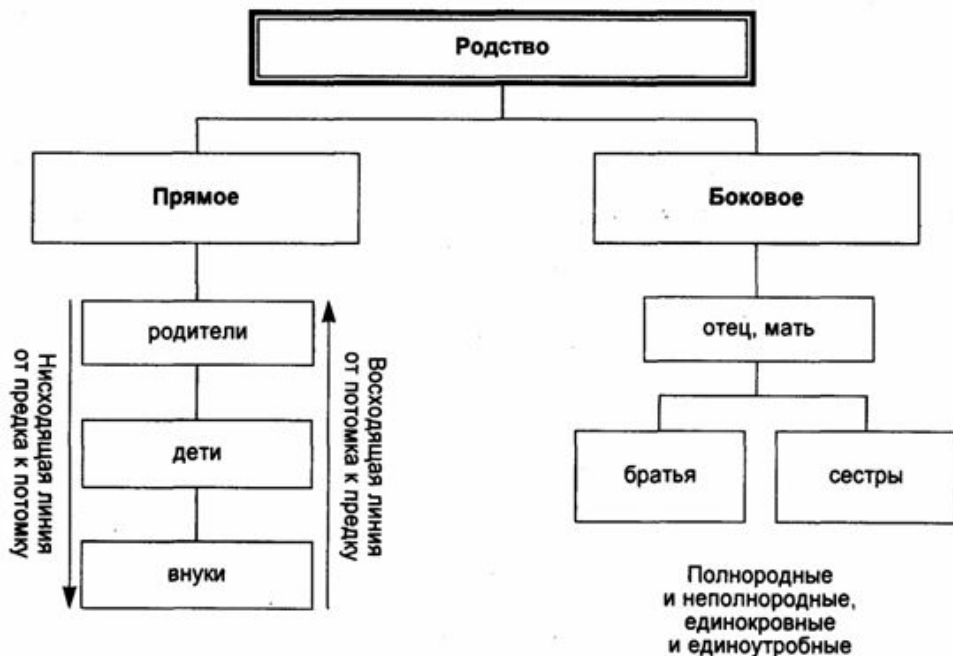 Родство
Прямое
Боковое
родители
дети
внуки
Нисходящая линия
от предка к потомку
Восходящая линия
от потомка к предку
отец, мать
братья
сестры
Полнородные
и неполнородные,
единокровные
и единоутробные